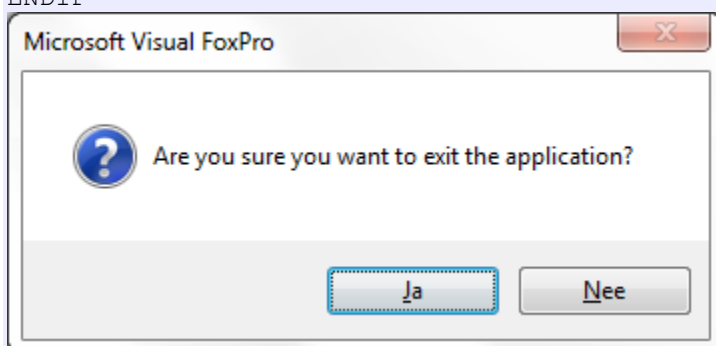 ENDIF
Microsoft Visual FoxPro
Are you sure you want to exit the application?
Ja
Nee